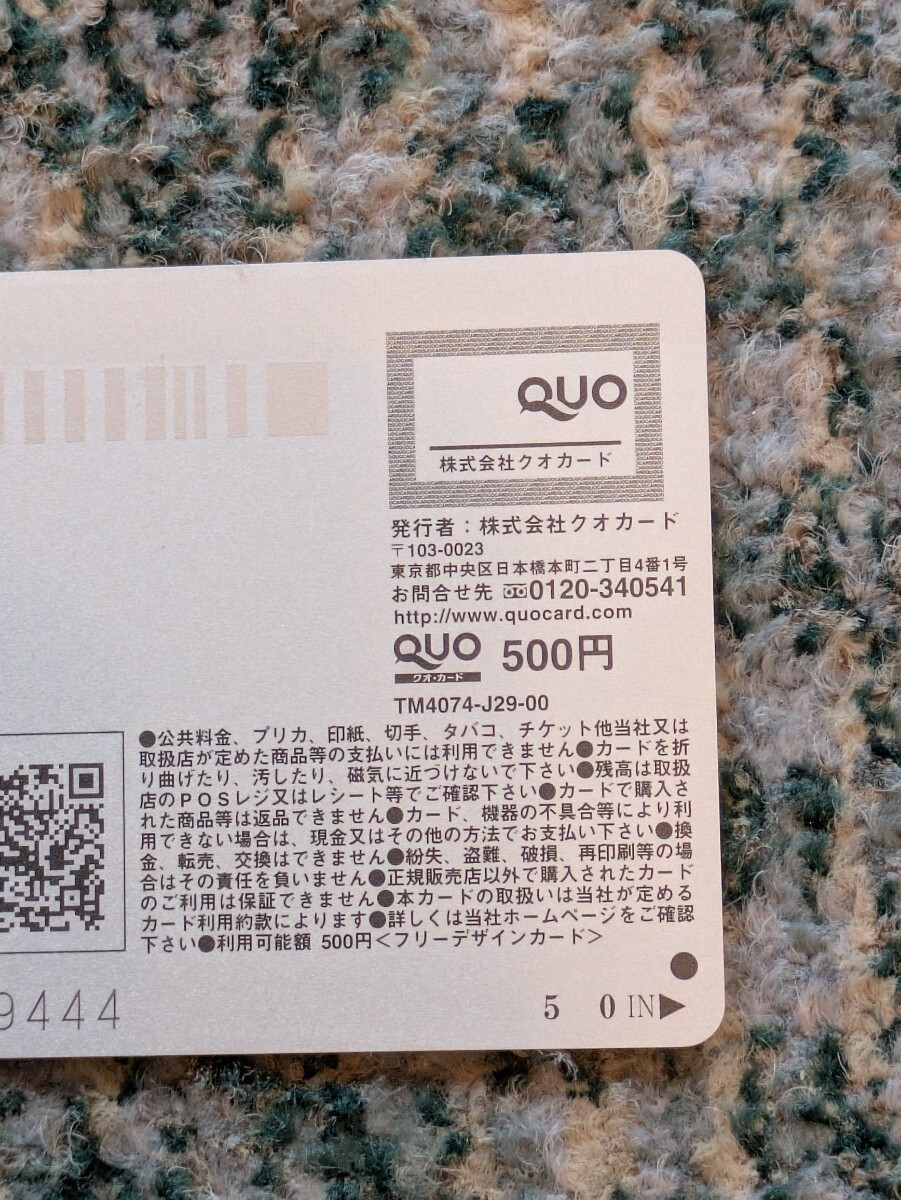 QUO
株式会社クオカード
発行者：株式会社クオカード
〒103-0023
東京都中央区日本橋本町二丁目4番1号
お問合せ先 0120-340541
http://www.quocard.com
QUO 500円
クオ・カード
TM4074-J29-00
●公共料金、プリカ、印紙、切手、タバコ、チケット他当社又は
取扱店が定めた商品等の支払いには利用できません●カードを折
り曲げたり、汚したり、磁気に近づけないで下さい●残高は取扱
店のPOSレジ又はレシート等でご確認下さい●カードで購入さ
れた商品等は返品できません●カード、機器の不具合等により利
用できない場合は、現金又はその他の方法でお支払い下さい●換
金、転売、交換はできません●紛失、盗難、破損、再印刷等の場
合はその責任を負いません●正規販売店以外で購入されたカード
のご利用は保証できません●本カードの取扱いは当社が定める
カード利用約款によります●詳しくは当社ホームページをご確認
下さい●利用可能額 500円＜フリーデザインカード＞
9444
5 0 IN▶